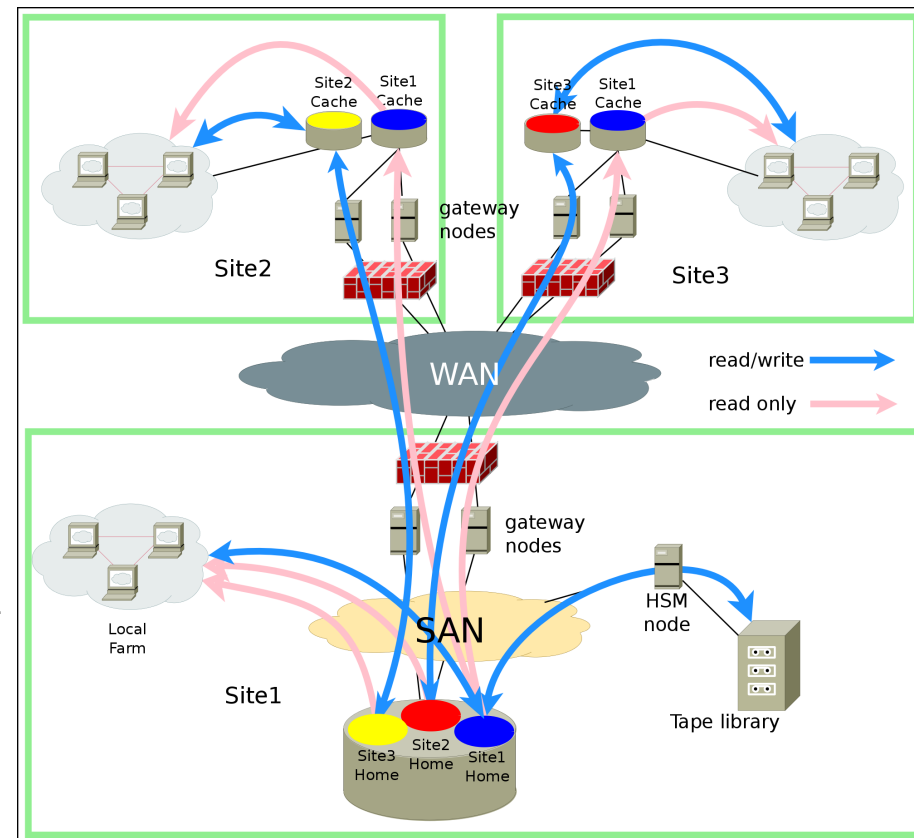 Site2
Cache
Site1
Cache
Site3
Cache
Site1
Cache
gateway
nodes
Site2
Site3
WAN
read/write
read only
gateway
nodes
HSM
node
Local
Farm
SAN
Site1
Tape library
Site3
Home
Site2
Home
Site1
Home